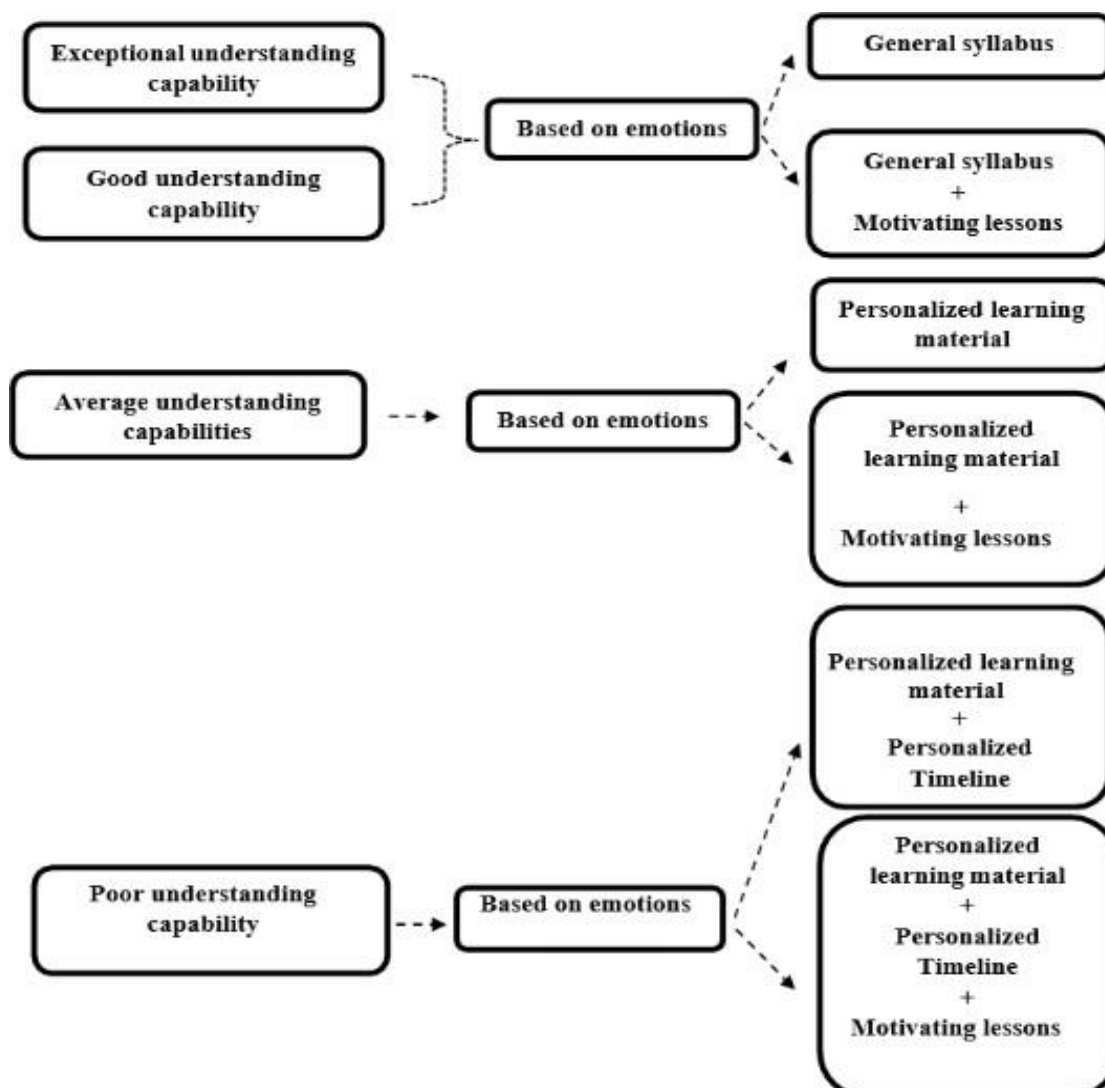 Exceptional understanding
capability
Good understanding
capability
Based on emotions
General syllabus
General syllabus
+
Motivating lessons
Average understanding
capabilities
Based on emotions
Personalized learning
material
Personalized
learning material
+
Motivating lessons
Poor understanding
capability
Based on emotions
Personalized learning
material
+
Personalized
Timeline
Personalized
learning material
+
Personalized
Timeline
+
Motivating lessons